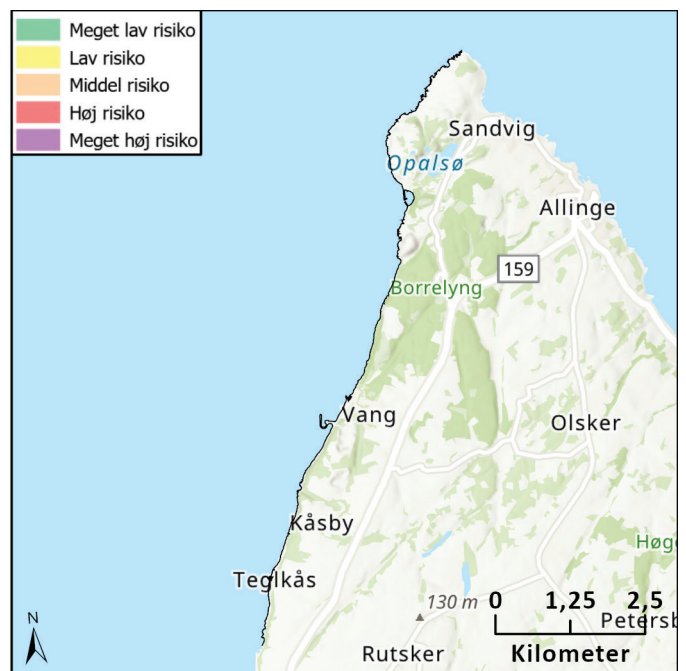 Meget lav risiko
Lav risiko
Middel risiko
Høj risiko
Meget høj risiko
Sandvig
Opalsø
Allinge
159
Borrelyng
Vang
Olsker
Kåsby
Høge
Teglkås
130 m
0 1,25 2,5
Petersb
Rutsker
Kilometer
N